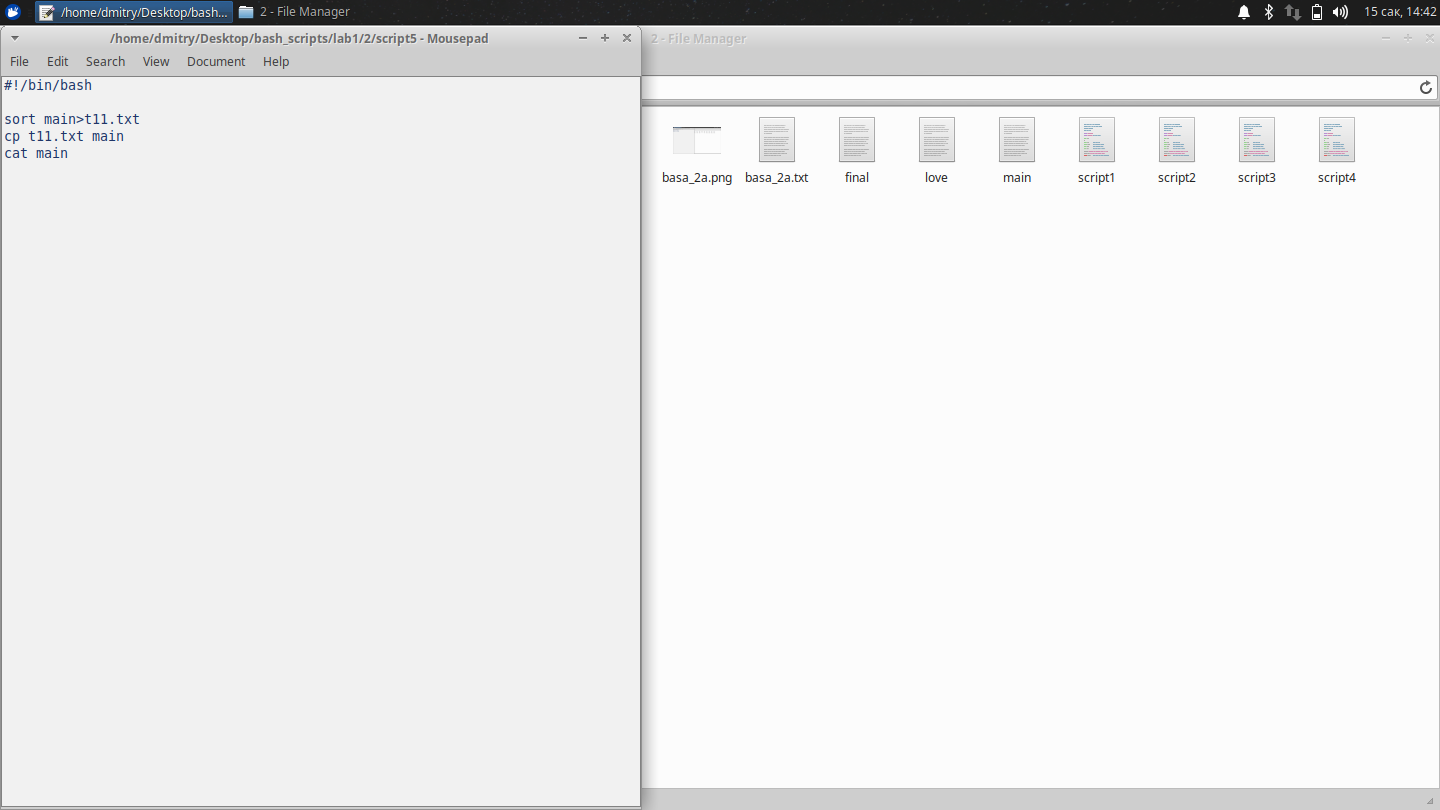 /home/dmitry/Desktop/bash... 2 - File Manager 15 сак, 14:42
/home/dmitry/Desktop/bash_scripts/lab1/2/script5 - Mousepad
2 - File Manager
File Edit Search View Document Help
#!/bin/bash
sort main>t11.txt
cp t11.txt main
cat main
basa_2a.png basa_2a.txt final love main script1 script2 script3 script4